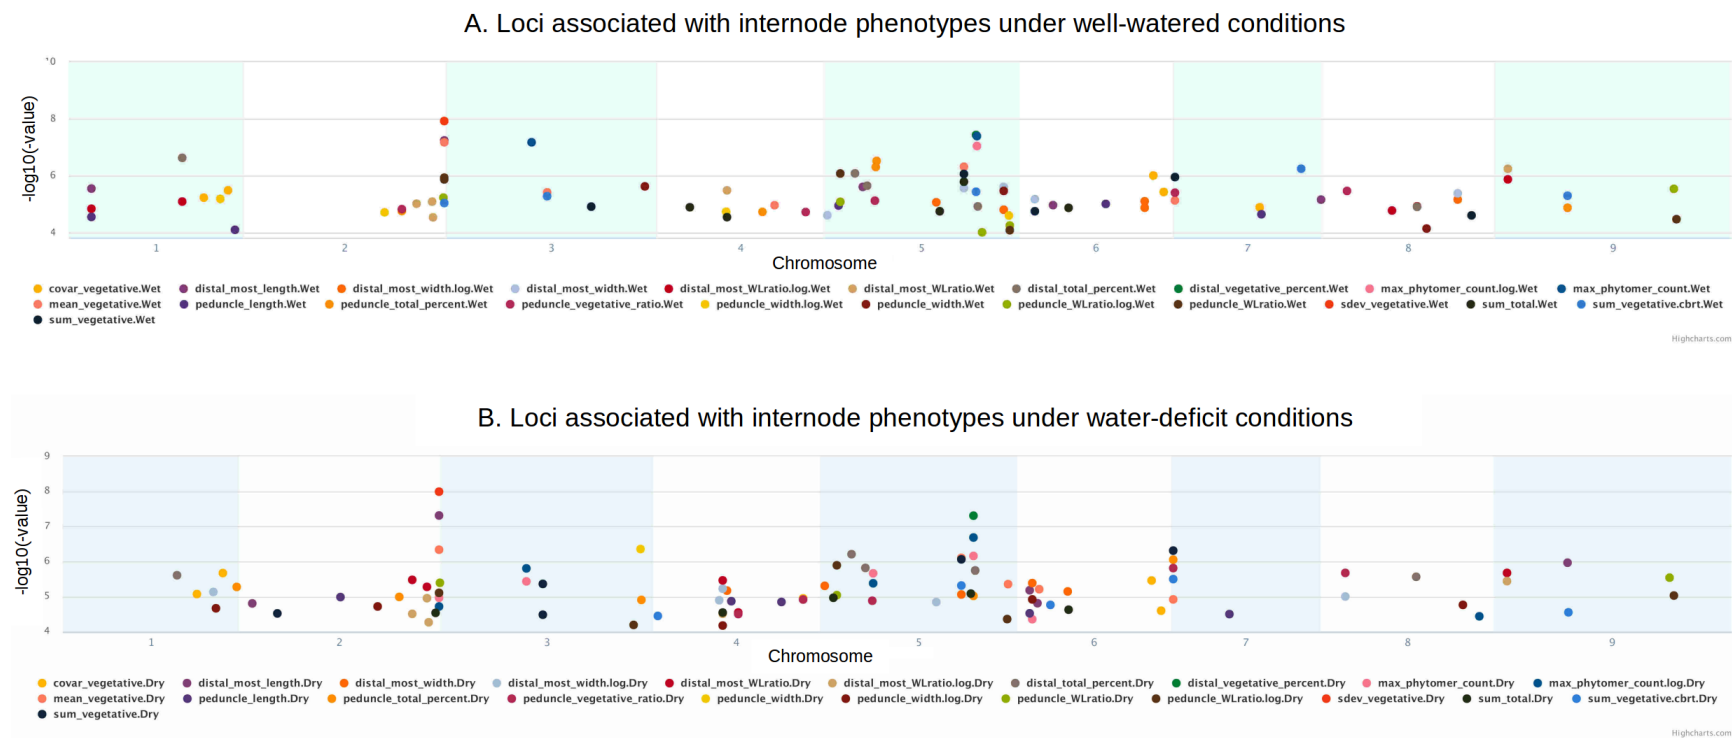 A. Loci associated with internode phenotypes under well-watered conditions
10
8
6
4
-log10(-value)
1 2 3 4 5 6 7 8 9
Chromosome
covar_vegetative.Wet distal_most_length.Wet distal_most_width.log.Wet distal_most_width.Wet distal_most_WLratio.log.Wet distal_most_WLratio.Wet distal_total_percent.Wet distal_vegetative_percent.Wet max_phytomer_count.log.Wet max_phytomer_count.Wet
mean_vegetative.Wet peduncle_length.Wet peduncle_total_percent.Wet peduncle_vegetative_ratio.Wet peduncle_width.log.Wet peduncle_width.Wet peduncle_WLratio.log.Wet peduncle_WLratio.Wet sdev_vegetative.Wet sum_total.Wet sum_vegetative.cbrt.Wet
sum_vegetative.Wet
Highcharts.com
B. Loci associated with internode phenotypes under water-deficit conditions
9
8
7
6
5
4
-log10(-value)
1 2 3 4 5 6 7 8 9
Chromosome
covar_vegetative.Dry distal_most_length.Dry distal_most_width.Dry distal_most_width.log.Dry distal_most_WLratio.Dry distal_most_WLratio.log.Dry distal_total_percent.Dry distal_vegetative_percent.Dry max_phytomer_count.Dry max_phytomer_count.log.Dry
mean_vegetative.Dry peduncle_length.Dry peduncle_total_percent.Dry peduncle_vegetative_ratio.Dry peduncle_width.Dry peduncle_width.log.Dry peduncle_WLratio.Dry peduncle_WLratio.log.Dry sdev_vegetative.Dry sum_total.Dry sum_vegetative.cbrt.Dry
sum_vegetative.Dry
Highcharts.com